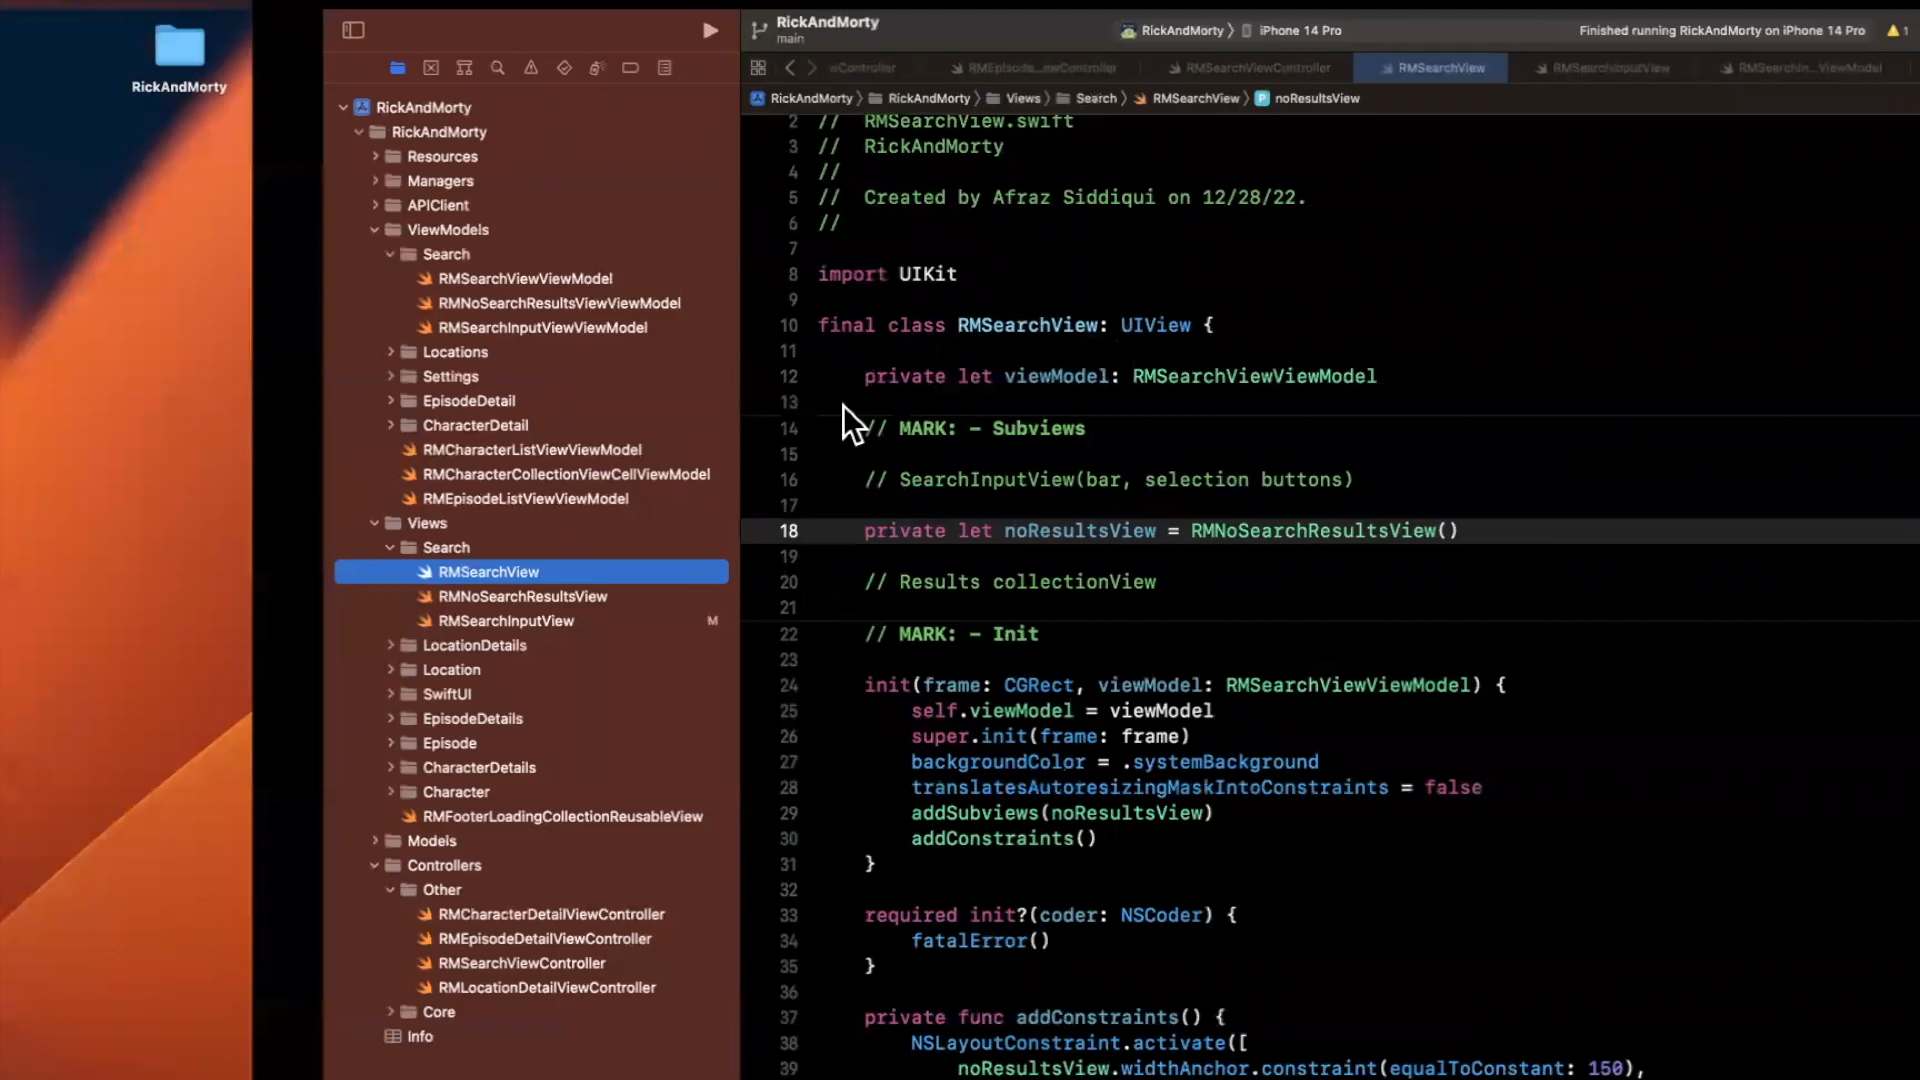 RickAndMorty
RickAndMorty
RickAndMorty
Resources
Managers
APIClient
ViewModels
Search
RMSearchViewViewModel
RMNoSearchResultsViewViewModel
RMSearchInputViewViewModel
Locations
Settings
EpisodeDetail
CharacterDetail
RMCharacterListViewViewModel
RMCharacterCollectionViewCellViewModel
RMEpisodeListViewViewModel
Views
Search
RMSearchView
RMNoSearchResultsView
RMSearchInputView M
LocationDetails
Location
SwiftUI
EpisodeDetails
Episode
CharacterDetails
Character
RMFooterLoadingCollectionReusableView
Models
Controllers
Other
RMCharacterDetailViewController
RMEpisodeDetailViewController
RMSearchViewController
RMLocationDetailViewController
Core
Info
RickAndMorty
main
RickAndMorty 〉 iPhone 14 Pro
Finished running RickAndMorty on iPhone 14 Pro 1
wController RMEpisode...ewController RMSearchViewController RMSearchView RMSearchInputView RMSearchIn...ViewModel
RickAndMorty 〉 RickAndMorty 〉 Views 〉 Search 〉 RMSearchView 〉 P noResultsView
2 // RMSearchView.swift
3 // RickAndMorty
4 //
5 // Created by Afraz Siddiqui on 12/28/22.
6 //
7
8 import UIKit
9
10 final class RMSearchView: UIView {
11
12 private let viewModel: RMSearchViewViewModel
13
14 // MARK: - Subviews
15
16 // SearchInputView(bar, selection buttons)
17
18 private let noResultsView = RMNoSearchResultsView()
19
20 // Results collectionView
21
22 // MARK: - Init
23
24 init(frame: CGRect, viewModel: RMSearchViewViewModel) {
25 self.viewModel = viewModel
26 super.init(frame: frame)
27 backgroundColor = .systemBackground
28 translatesAutoresizingMaskIntoConstraints = false
29 addSubviews(noResultsView)
30 addConstraints()
31 }
32
33 required init?(coder: NSCoder) {
34 fatalError()
35 }
36
37 private func addConstraints() {
38 NSLayoutConstraint.activate([
39 noResultsView.widthAnchor.constraint(equalToConstant: 150),